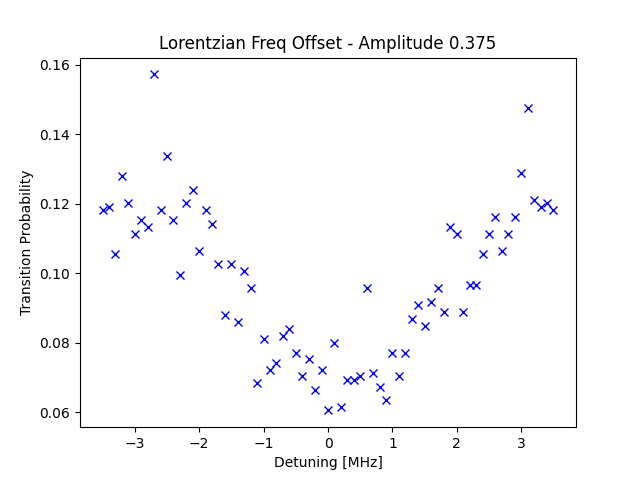 Lorentzian Freq Offset - Amplitude 0.375
Transition Probability
0.16
0.14
0.12
0.10
0.08
0.06
−3 −2 −1 0 1 2 3
Detuning [MHz]